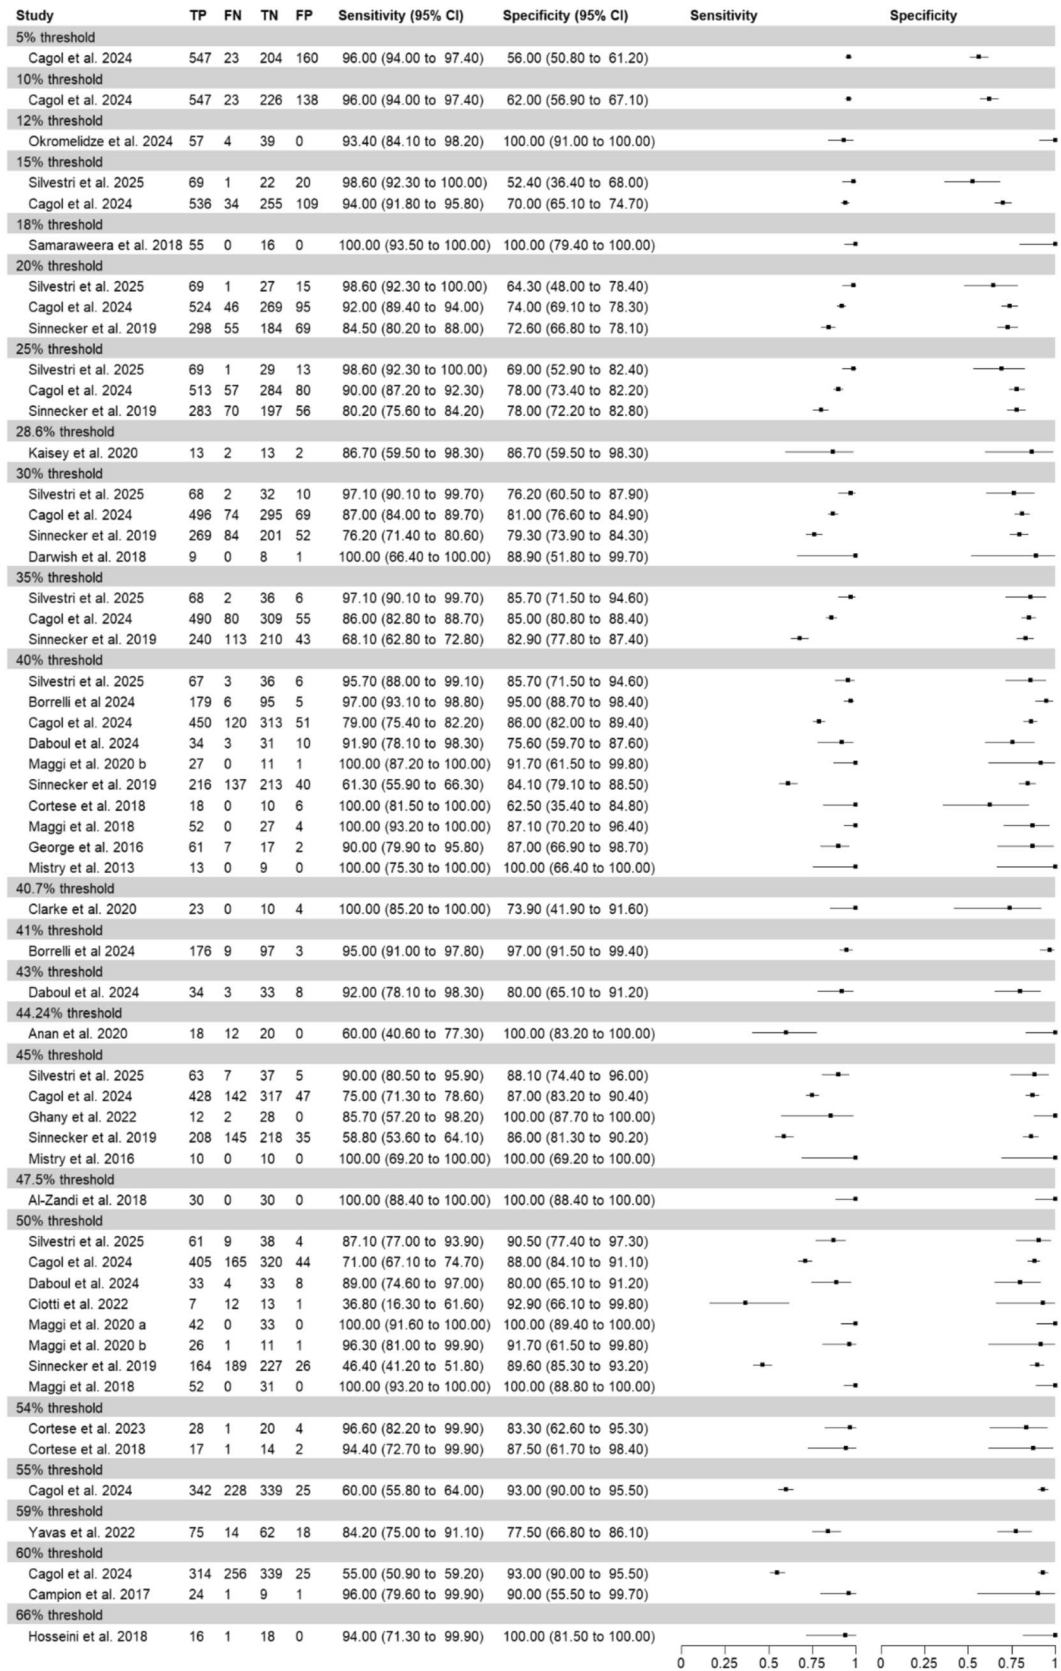 Study TP FN TN FP Sensitivity (95% CI) Specificity (95% CI) Sensitivity Specificity
5% threshold
Cagol et al. 2024 547 23 204 160 96.00 (94.00 to 97.40) 56.00 (50.80 to 61.20)
10% threshold
Cagol et al. 2024 547 23 226 138 96.00 (94.00 to 97.40) 62.00 (56.90 to 67.10)
12% threshold
Okromelidze et al. 2024 57 4 39 0 93.40 (84.10 to 98.20) 100.00 (91.00 to 100.00)
15% threshold
Silvestri et al. 2025 69 1 22 20 98.60 (92.30 to 100.00) 52.40 (36.40 to 68.00)
Cagol et al. 2024 536 34 255 109 94.00 (91.80 to 95.80) 70.00 (65.10 to 74.70)
18% threshold
Samaraweera et al. 2018 55 0 16 0 100.00 (93.50 to 100.00) 100.00 (79.40 to 100.00)
20% threshold
Silvestri et al. 2025 69 1 27 15 98.60 (92.30 to 100.00) 64.30 (48.00 to 78.40)
Cagol et al. 2024 524 46 269 95 92.00 (89.40 to 94.00) 74.00 (69.10 to 78.30)
Sinnecker et al. 2019 298 55 184 69 84.50 (80.20 to 88.00) 72.60 (66.80 to 78.10)
25% threshold
Silvestri et al. 2025 69 1 29 13 98.60 (92.30 to 100.00) 69.00 (52.90 to 82.40)
Cagol et al. 2024 513 57 284 80 90.00 (87.20 to 92.30) 78.00 (73.40 to 82.20)
Sinnecker et al. 2019 283 70 197 56 80.20 (75.60 to 84.20) 78.00 (72.20 to 82.80)
28.6% threshold
Kaisey et al. 2020 13 2 13 2 86.70 (59.50 to 98.30) 86.70 (59.50 to 98.30)
30% threshold
Silvestri et al. 2025 68 2 32 10 97.10 (90.10 to 99.70) 76.20 (60.50 to 87.90)
Cagol et al. 2024 496 74 295 69 87.00 (84.00 to 89.70) 81.00 (76.60 to 84.90)
Sinnecker et al. 2019 269 84 201 52 76.20 (71.40 to 80.60) 79.30 (73.90 to 84.30)
Darwish et al. 2018 9 0 8 1 100.00 (66.40 to 100.00) 88.90 (51.80 to 99.70)
35% threshold
Silvestri et al. 2025 68 2 36 6 97.10 (90.10 to 99.70) 85.70 (71.50 to 94.60)
Cagol et al. 2024 490 80 309 55 86.00 (82.80 to 88.70) 85.00 (80.80 to 88.40)
Sinnecker et al. 2019 240 113 210 43 68.10 (62.80 to 72.80) 82.90 (77.80 to 87.40)
40% threshold
Silvestri et al. 2025 67 3 36 6 95.70 (88.00 to 99.10) 85.70 (71.50 to 94.60)
Borrelli et al 2024 179 6 95 5 97.00 (93.10 to 98.80) 95.00 (88.70 to 98.40)
Cagol et al. 2024 450 120 313 51 79.00 (75.40 to 82.20) 86.00 (82.00 to 89.40)
Daboul et al. 2024 34 3 31 10 91.90 (78.10 to 98.30) 75.60 (59.70 to 87.60)
Maggi et al. 2020 b 27 0 11 1 100.00 (87.20 to 100.00) 91.70 (61.50 to 99.80)
Sinnecker et al. 2019 216 137 213 40 61.30 (55.90 to 66.30) 84.10 (79.10 to 88.50)
Cortese et al. 2018 18 0 10 6 100.00 (81.50 to 100.00) 62.50 (35.40 to 84.80)
Maggi et al. 2018 52 0 27 4 100.00 (93.20 to 100.00) 87.10 (70.20 to 96.40)
George et al. 2016 61 7 17 2 90.00 (79.90 to 95.80) 87.00 (66.90 to 98.70)
Mistry et al. 2013 13 0 9 0 100.00 (75.30 to 100.00) 100.00 (66.40 to 100.00)
40.7% threshold
Clarke et al. 2020 23 0 10 4 100.00 (85.20 to 100.00) 73.90 (41.90 to 91.60)
41% threshold
Borrelli et al 2024 176 9 97 3 95.00 (91.00 to 97.80) 97.00 (91.50 to 99.40)
43% threshold
Daboul et al. 2024 34 3 33 8 92.00 (78.10 to 98.30) 80.00 (65.10 to 91.20)
44.24% threshold
Anan et al. 2020 18 12 20 0 60.00 (40.60 to 77.30) 100.00 (83.20 to 100.00)
45% threshold
Silvestri et al. 2025 63 7 37 5 90.00 (80.50 to 95.90) 88.10 (74.40 to 96.00)
Cagol et al. 2024 428 142 317 47 75.00 (71.30 to 78.60) 87.00 (83.20 to 90.40)
Ghany et al. 2022 12 2 28 0 85.70 (57.20 to 98.20) 100.00 (87.70 to 100.00)
Sinnecker et al. 2019 208 145 218 35 58.80 (53.60 to 64.10) 86.00 (81.30 to 90.20)
Mistry et al. 2016 10 0 10 0 100.00 (69.20 to 100.00) 100.00 (69.20 to 100.00)
47.5% threshold
Al-Zandi et al. 2018 30 0 30 0 100.00 (88.40 to 100.00) 100.00 (88.40 to 100.00)
50% threshold
Silvestri et al. 2025 61 9 38 4 87.10 (77.00 to 93.90) 90.50 (77.40 to 97.30)
Cagol et al. 2024 405 165 320 44 71.00 (67.10 to 74.70) 88.00 (84.10 to 91.10)
Daboul et al. 2024 33 4 33 8 89.00 (74.60 to 97.00) 80.00 (65.10 to 91.20)
Ciotti et al. 2022 7 12 13 1 36.80 (16.30 to 61.60) 92.90 (66.10 to 99.80)
Maggi et al. 2020 a 42 0 33 0 100.00 (91.60 to 100.00) 100.00 (89.40 to 100.00)
Maggi et al. 2020 b 26 1 11 1 96.30 (81.00 to 99.90) 91.70 (61.50 to 99.80)
Sinnecker et al. 2019 164 189 227 26 46.40 (41.20 to 51.80) 89.60 (85.30 to 93.20)
Maggi et al. 2018 52 0 31 0 100.00 (93.20 to 100.00) 100.00 (88.80 to 100.00)
54% threshold
Cortese et al. 2023 28 1 20 4 96.60 (82.20 to 99.90) 83.30 (62.60 to 95.30)
Cortese et al. 2018 17 1 14 2 94.40 (72.70 to 99.90) 87.50 (61.70 to 98.40)
55% threshold
Cagol et al. 2024 342 228 339 25 60.00 (55.80 to 64.00) 93.00 (90.00 to 95.50)
59% threshold
Yavas et al. 2022 75 14 62 18 84.20 (75.00 to 91.10) 77.50 (66.80 to 86.10)
60% threshold
Cagol et al. 2024 314 256 339 25 55.00 (50.90 to 59.20) 93.00 (90.00 to 95.50)
Campion et al. 2017 24 1 9 1 96.00 (79.60 to 99.90) 90.00 (55.50 to 99.70)
66% threshold
Hosseini et al. 2018 16 1 18 0 94.00 (71.30 to 99.90) 100.00 (81.50 to 100.00)
0 0.25 0.5 0.75 1 0 0.25 0.5 0.75 1